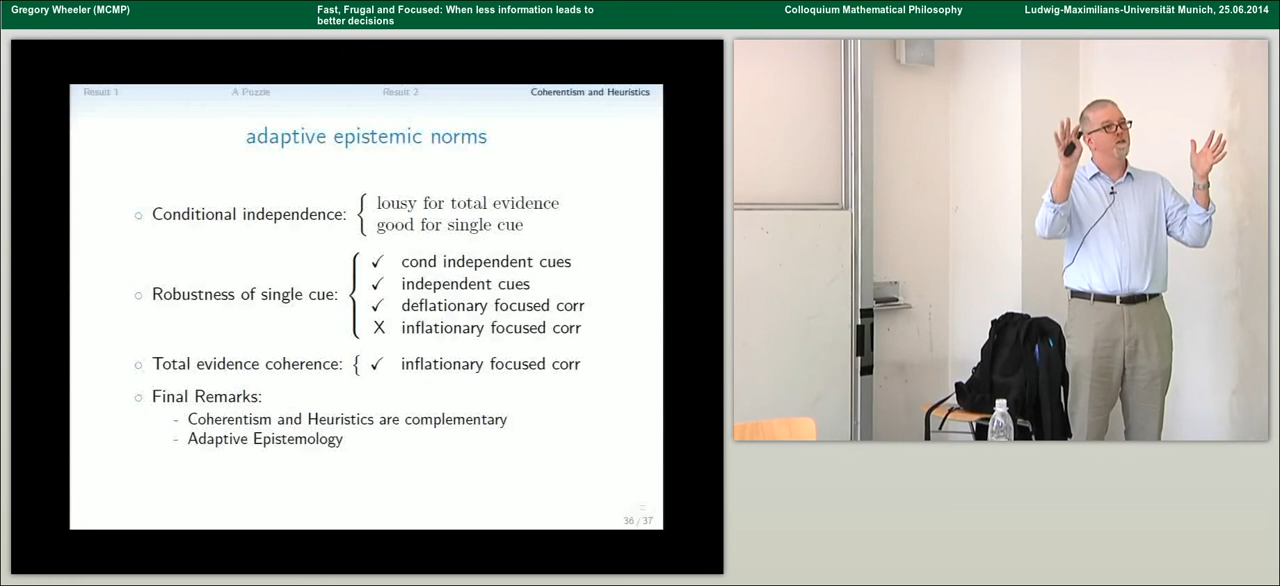 Gregory Wheeler (MCMP)
Fast, Frugal and Focused: When less information leads to
better decisions
Colloquium Mathematical Philosophy
Ludwig-Maximilians-Universität Munich, 25.06.2014
Result 1
A Puzzle
Result 2
Coherentism and Heuristics
adaptive epistemic norms
Conditional independence: { lousy for total evidence
good for single cue
Robustness of single cue: { ✓ cond independent cues
✓ independent cues
✓ deflationary focused corr
X inflationary focused corr
Total evidence coherence: { ✓ inflationary focused corr
Final Remarks:
- Coherentism and Heuristics are complementary
- Adaptive Epistemology
36 / 37